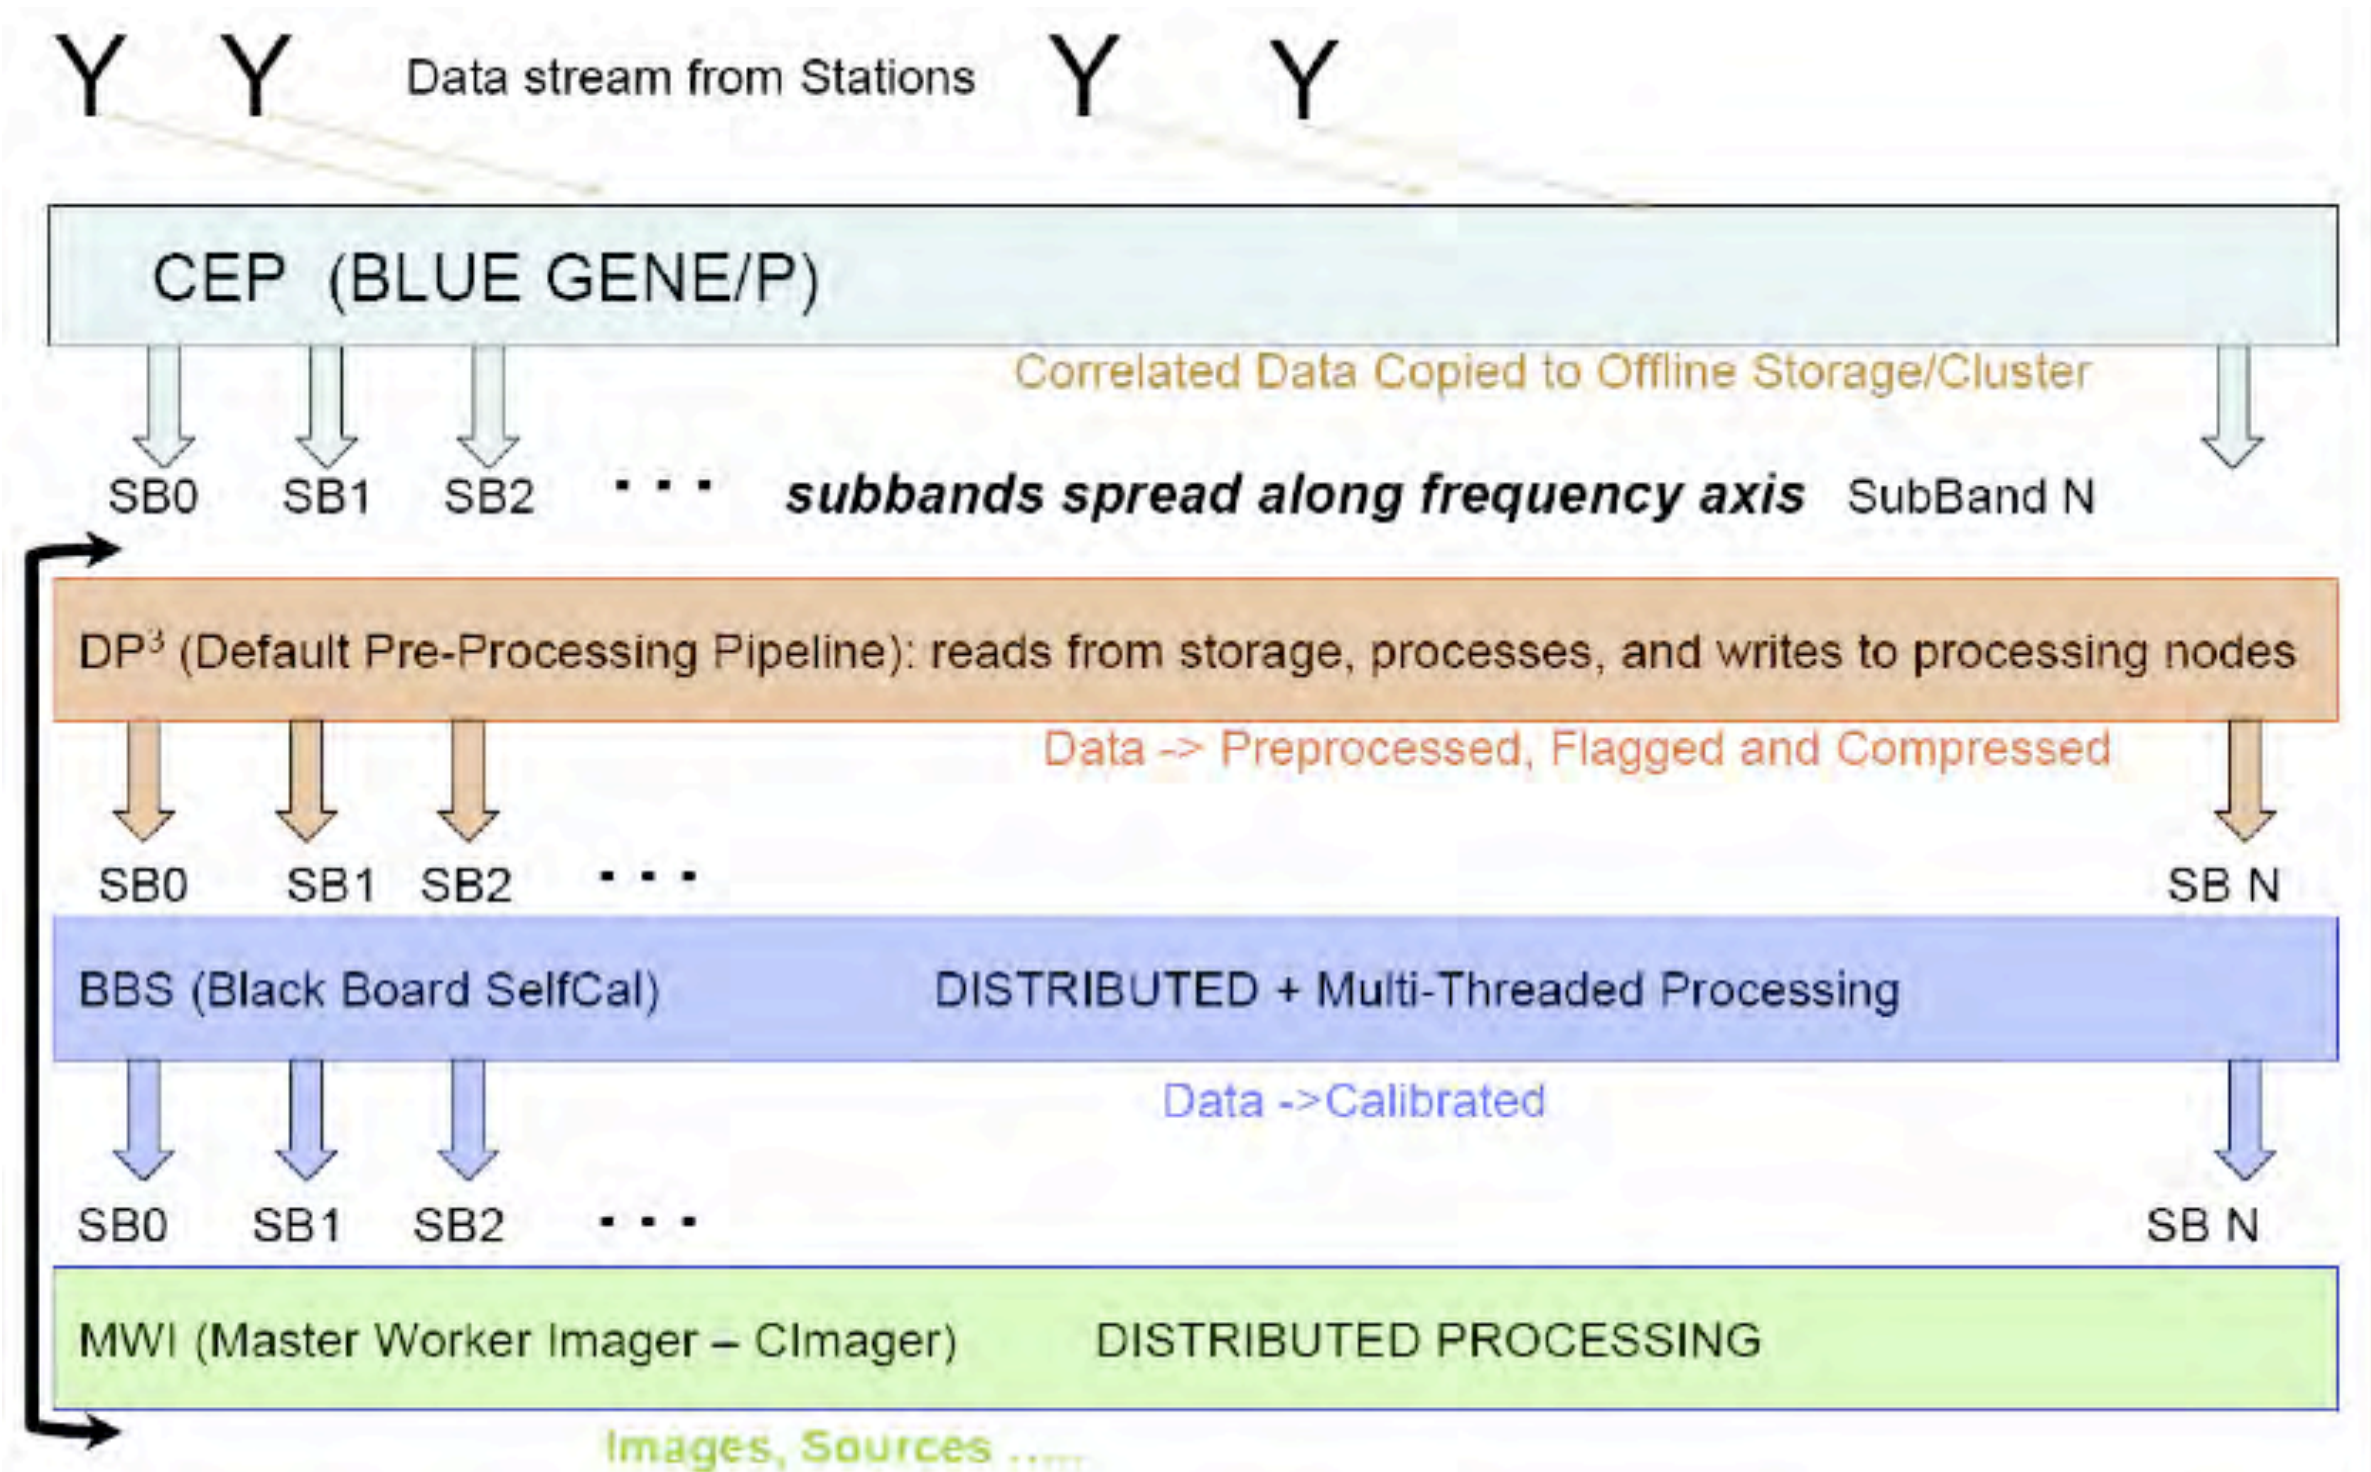 Y Y Data stream from Stations Y Y
CEP (BLUE GENE/P)
Correlated Data Copied to Offline Storage/Cluster
SB0 SB1 SB2 ... subbands spread along frequency axis SubBand N
DP³ (Default Pre-Processing Pipeline): reads from storage, processes, and writes to processing nodes
Data -> Preprocessed, Flagged and Compressed
SB0 SB1 SB2 ... SB N
BBS (Black Board SelfCal) DISTRIBUTED + Multi-Threaded Processing
Data ->Calibrated
SB0 SB1 SB2 ... SB N
MWI (Master Worker Imager – CImager) DISTRIBUTED PROCESSING
Images, Sources .....